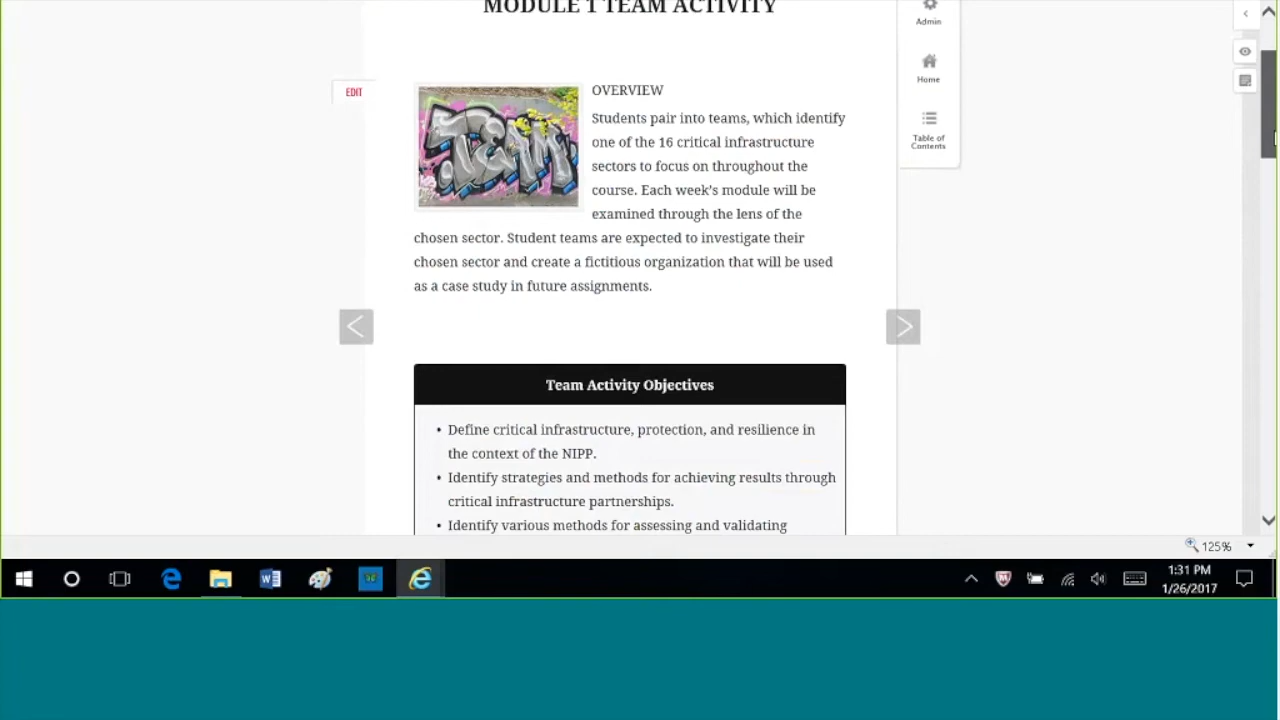 MODULE 1 TEAM ACTIVITY
Admin
Home
Table of
Contents
EDIT
TEAM
OVERVIEW
Students pair into teams, which identify
one of the 16 critical infrastructure
sectors to focus on throughout the
course. Each week's module will be
examined through the lens of the
chosen sector. Student teams are expected to investigate their
chosen sector and create a fictitious organization that will be used
as a case study in future assignments.
Team Activity Objectives
• Define critical infrastructure, protection, and resilience in
the context of the NIPP.
• Identify strategies and methods for achieving results through
critical infrastructure partnerships.
• Identify various methods for assessing and validating
125%
1:31 PM
1/26/2017